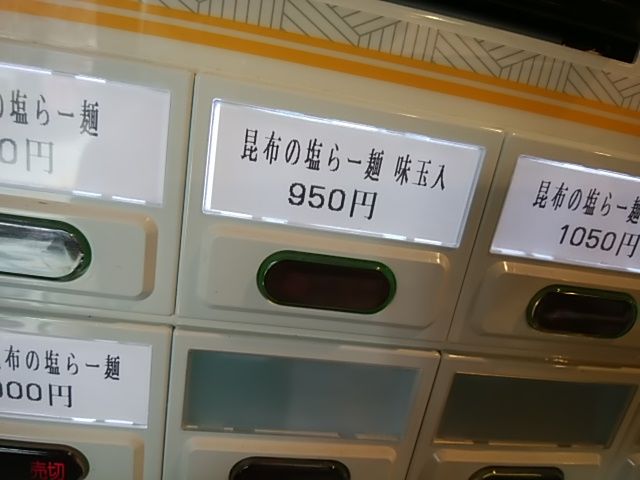 の塩らー麺
0円
昆布の塩らー麺 味玉入
950円
昆布の塩らー麺
1050円
布の塩らー麺
000円
売切